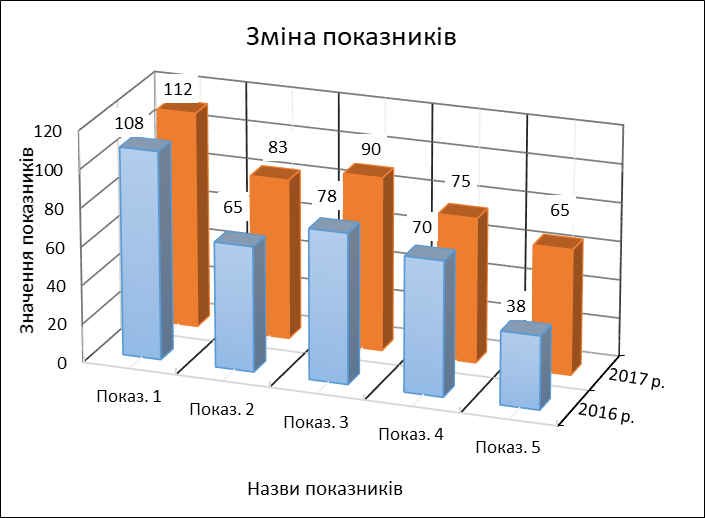 Зміна показників
Значення показників
120
100
80
60
40
20
0
108
112
65
83
78
90
70
75
38
65
Показ. 1
Показ. 2
Показ. 3
Показ. 4
Показ. 5
2016 р.
2017 р.
Назви показників